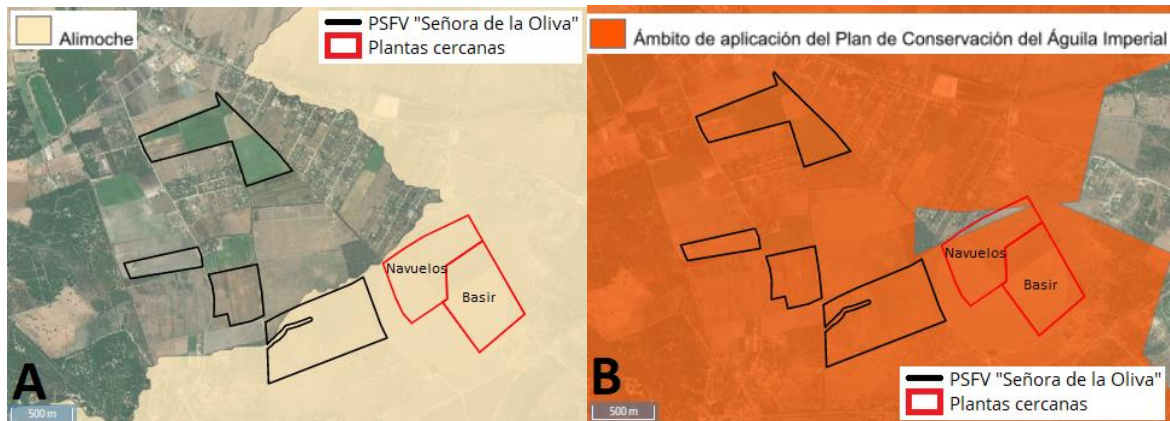 Alimoche
PSFV "Señora de la Oliva"
Plantas cercanas
Navuelos
Basir
A
500 m
Ámbito de aplicación del Plan de Conservación del Águila Imperial
Navuelos
Basir
B
500 m
PSFV "Señora de la Oliva"
Plantas cercanas